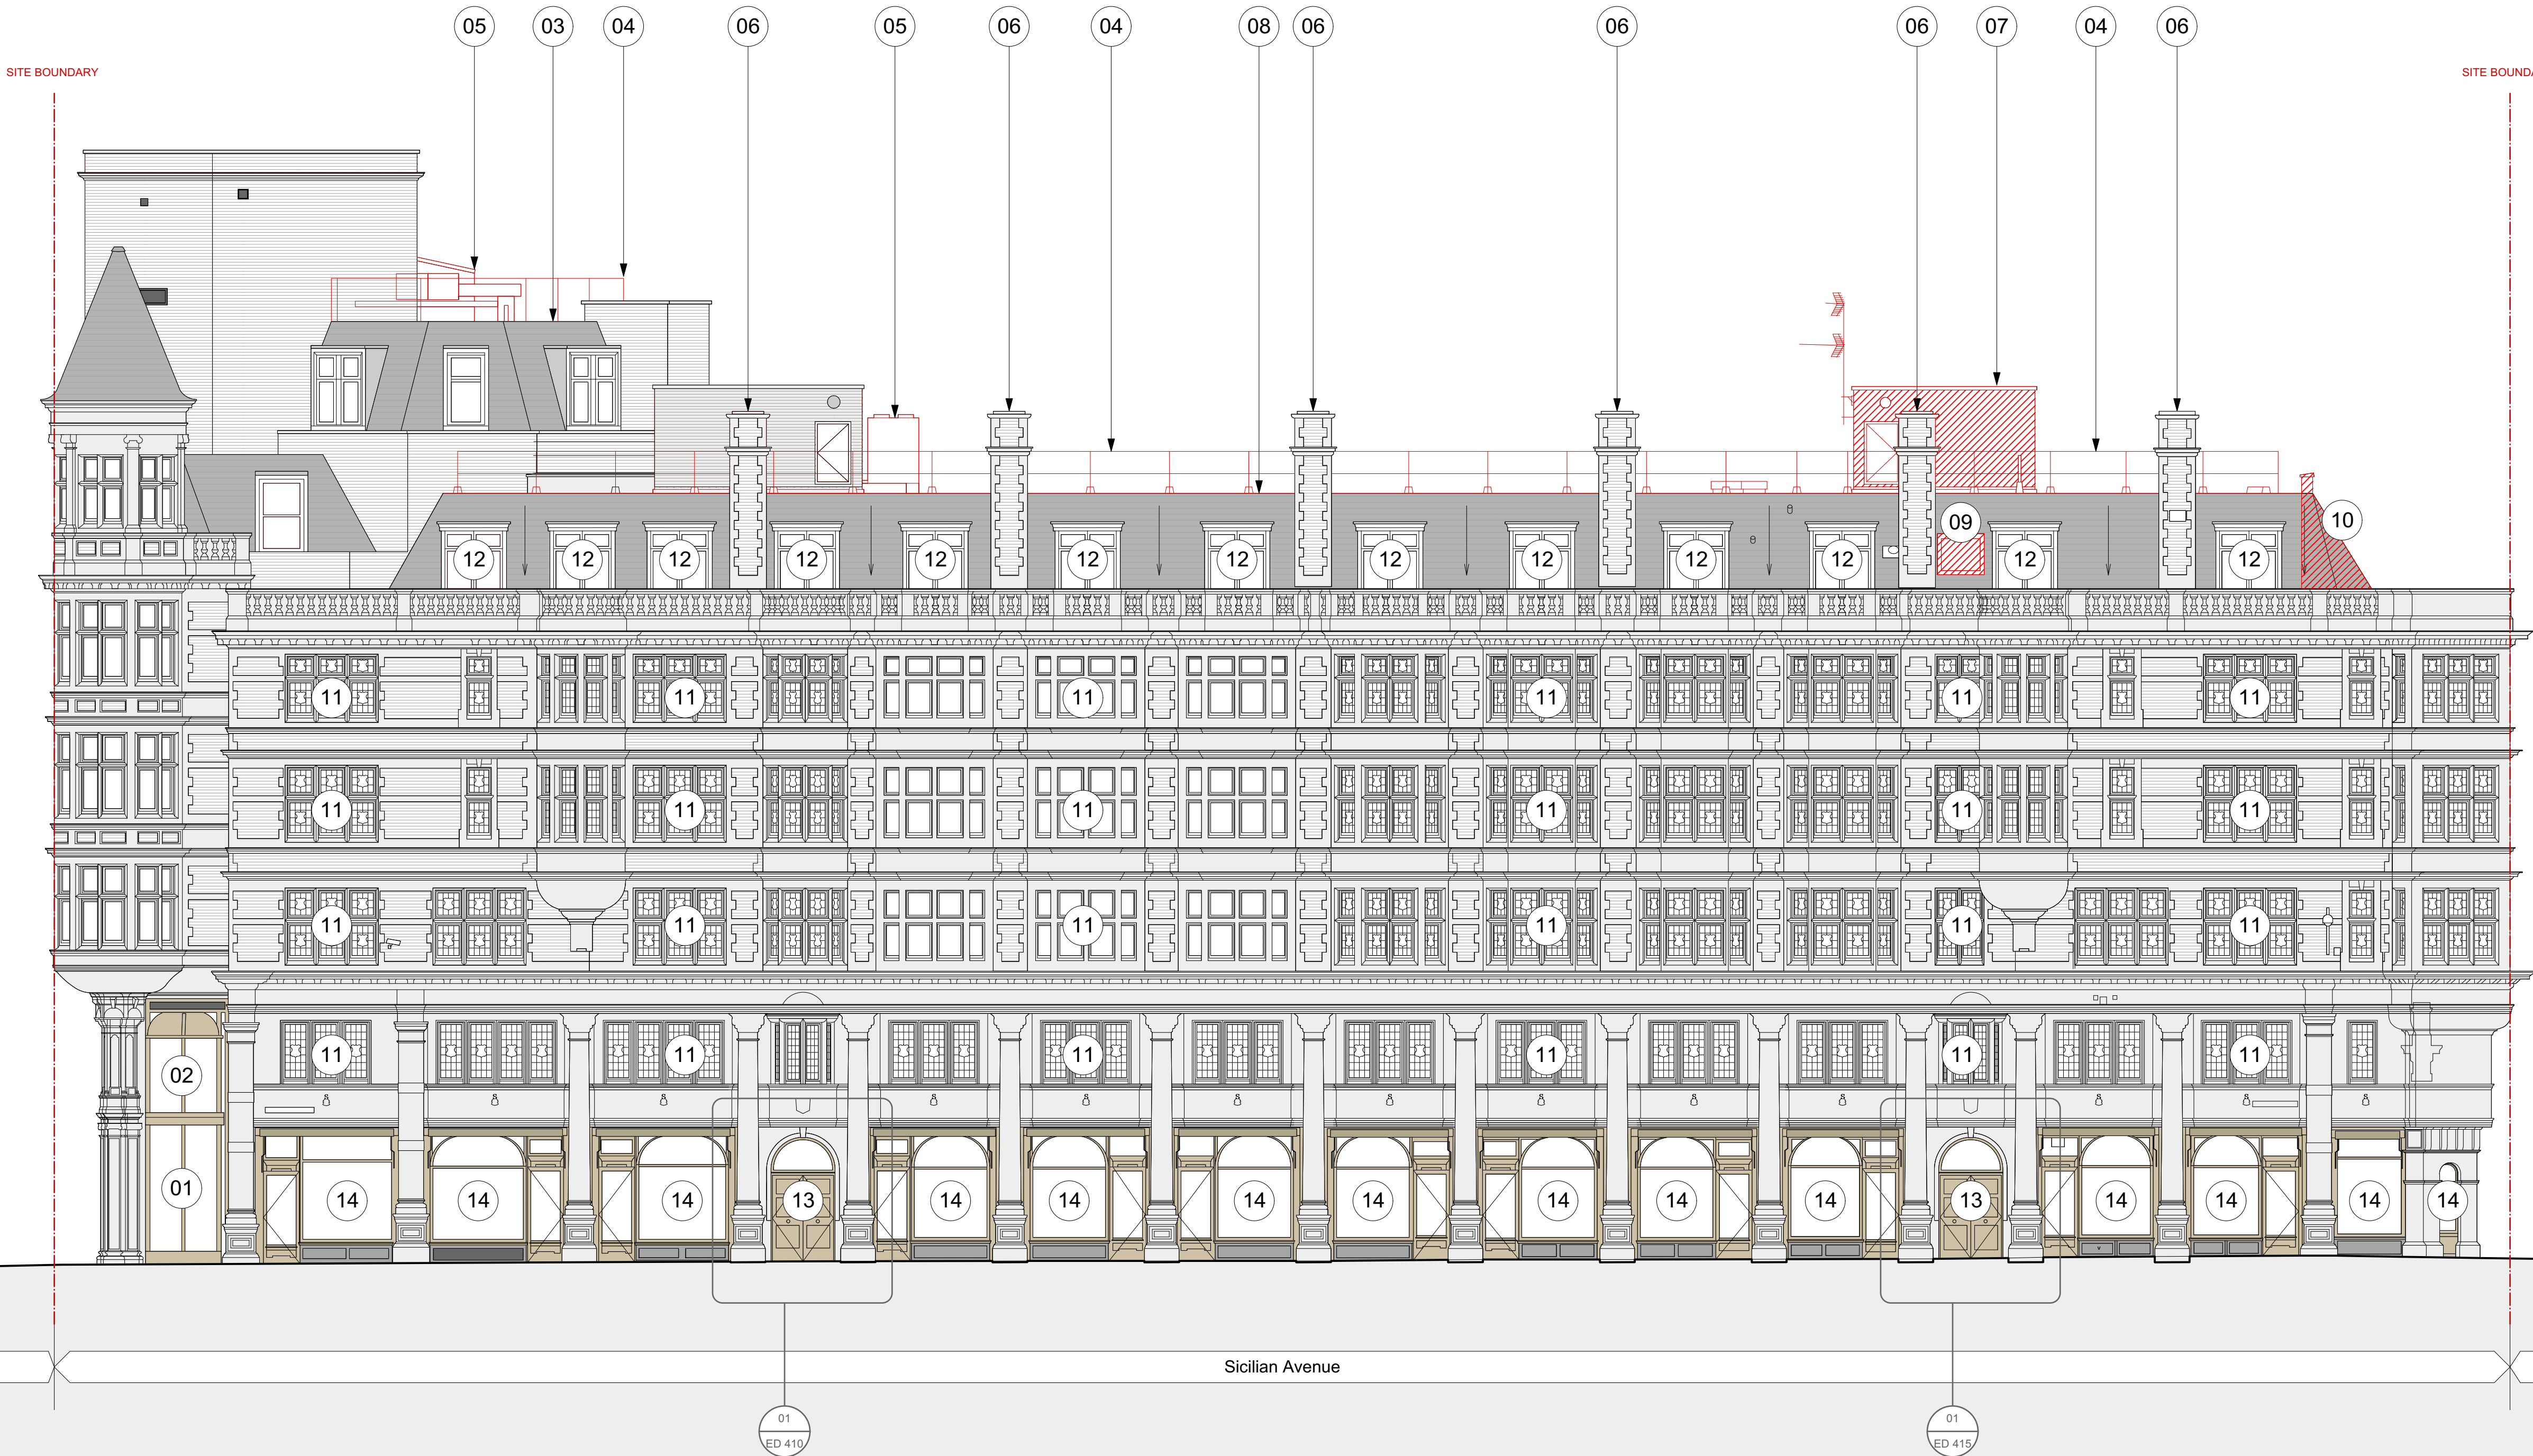 05 03 04 06 05 06 04 08 06 06 06 07 04 06
SITE BOUNDARY
SITE BOUNDA
09 10
12 12 12 12 12 12 12 12 12 12 12 12 12
11 11 11 11 11 11
11 11 11 11 11 11
11 11 11 11 11 11
11 11 11 11 11 11
02
01
14 14 14 13 14 14 14 14 14 14 14 13 14 14 14 14
Sicilian Avenue
01
ED 410
01
ED 415